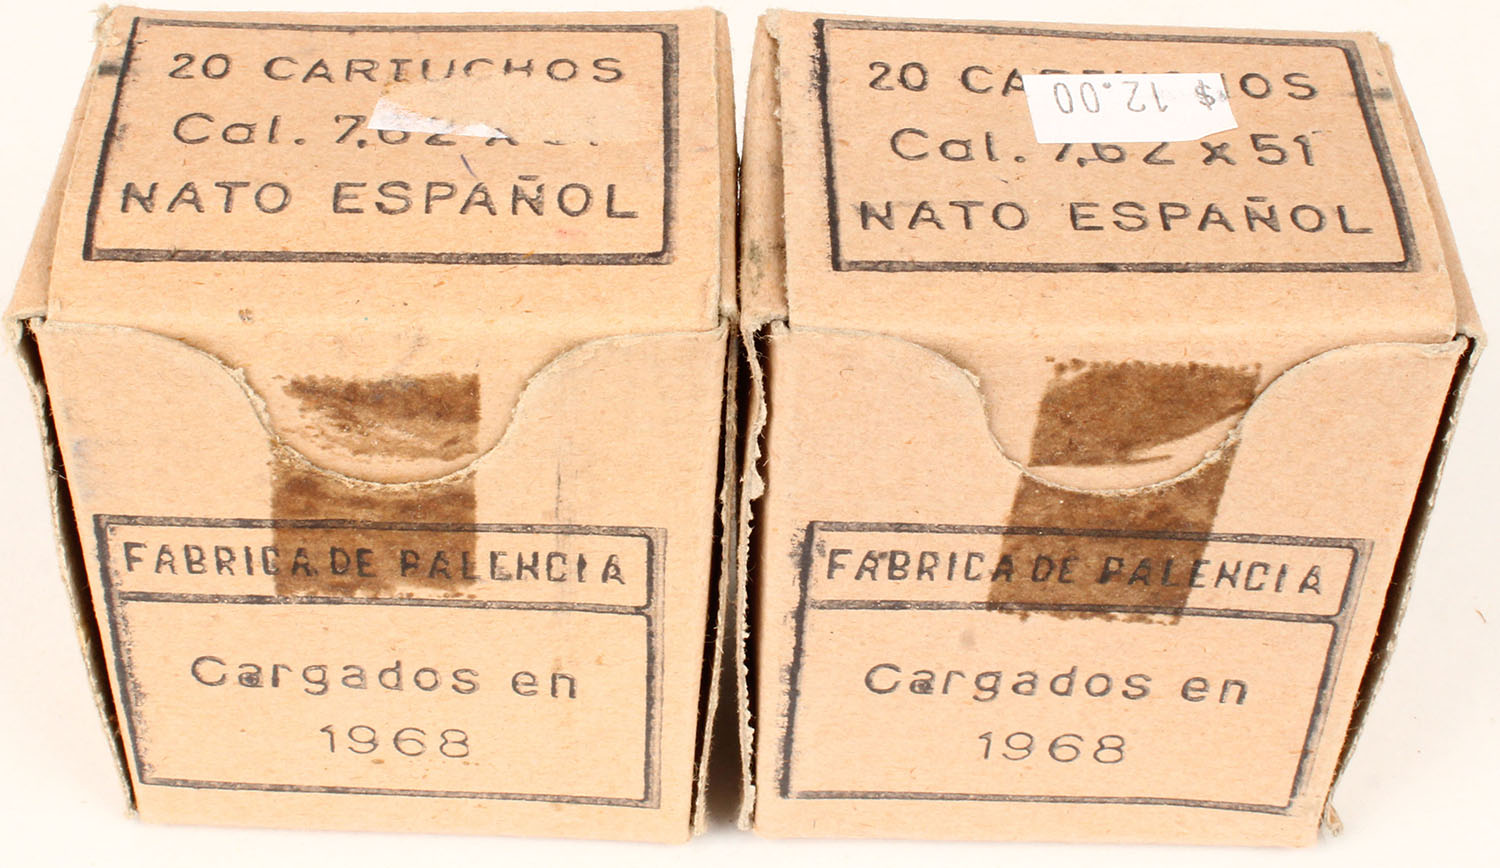 20 CARTUCHOS
Cal. 7,62 x
NATO ESPAÑOL
FABRICA DE PALENCIA
Cargados en
1968
$ 12.00
20 CARTUCHOS
Cal. 7,62 x 51
NATO ESPAÑOL
FABRICA DE PALENCIA
Cargados en
1968